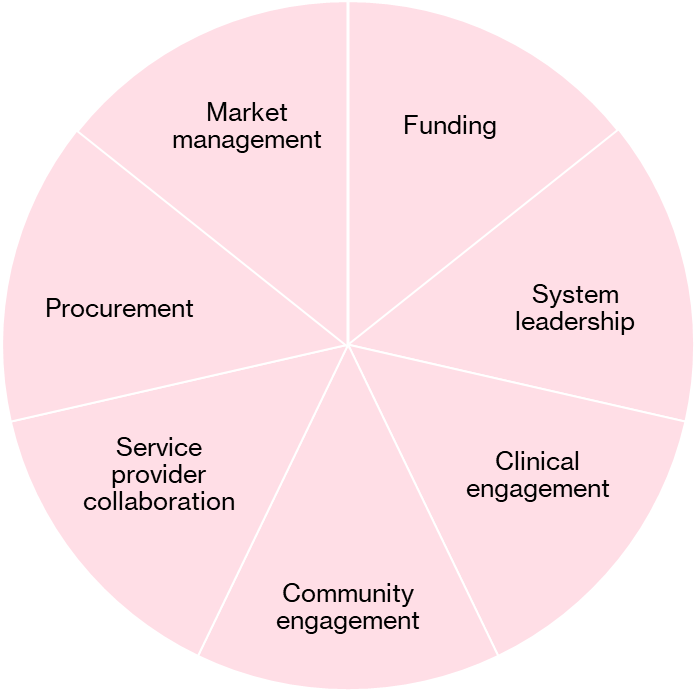 Market
management
Funding
System
leadership
Procurement
Clinical
engagement
Service
provider
collaboration
Community
engagement